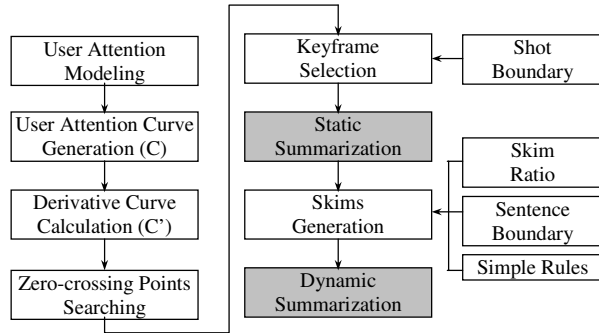 User Attention
Modeling
User Attention Curve
Generation (C)
Derivative Curve
Calculation (C’)
Zero-crossing Points
Searching
Keyframe
Selection
Static
Summarization
Skims
Generation
Dynamic
Summarization
Shot
Boundary
Skim
Ratio
Sentence
Boundary
Simple Rules